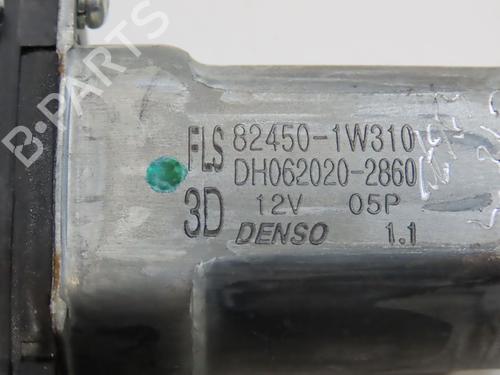 FLS 82450-1W310
DH062020-2860
3D 12V 05P
DENSO 1.1
B-PARTS